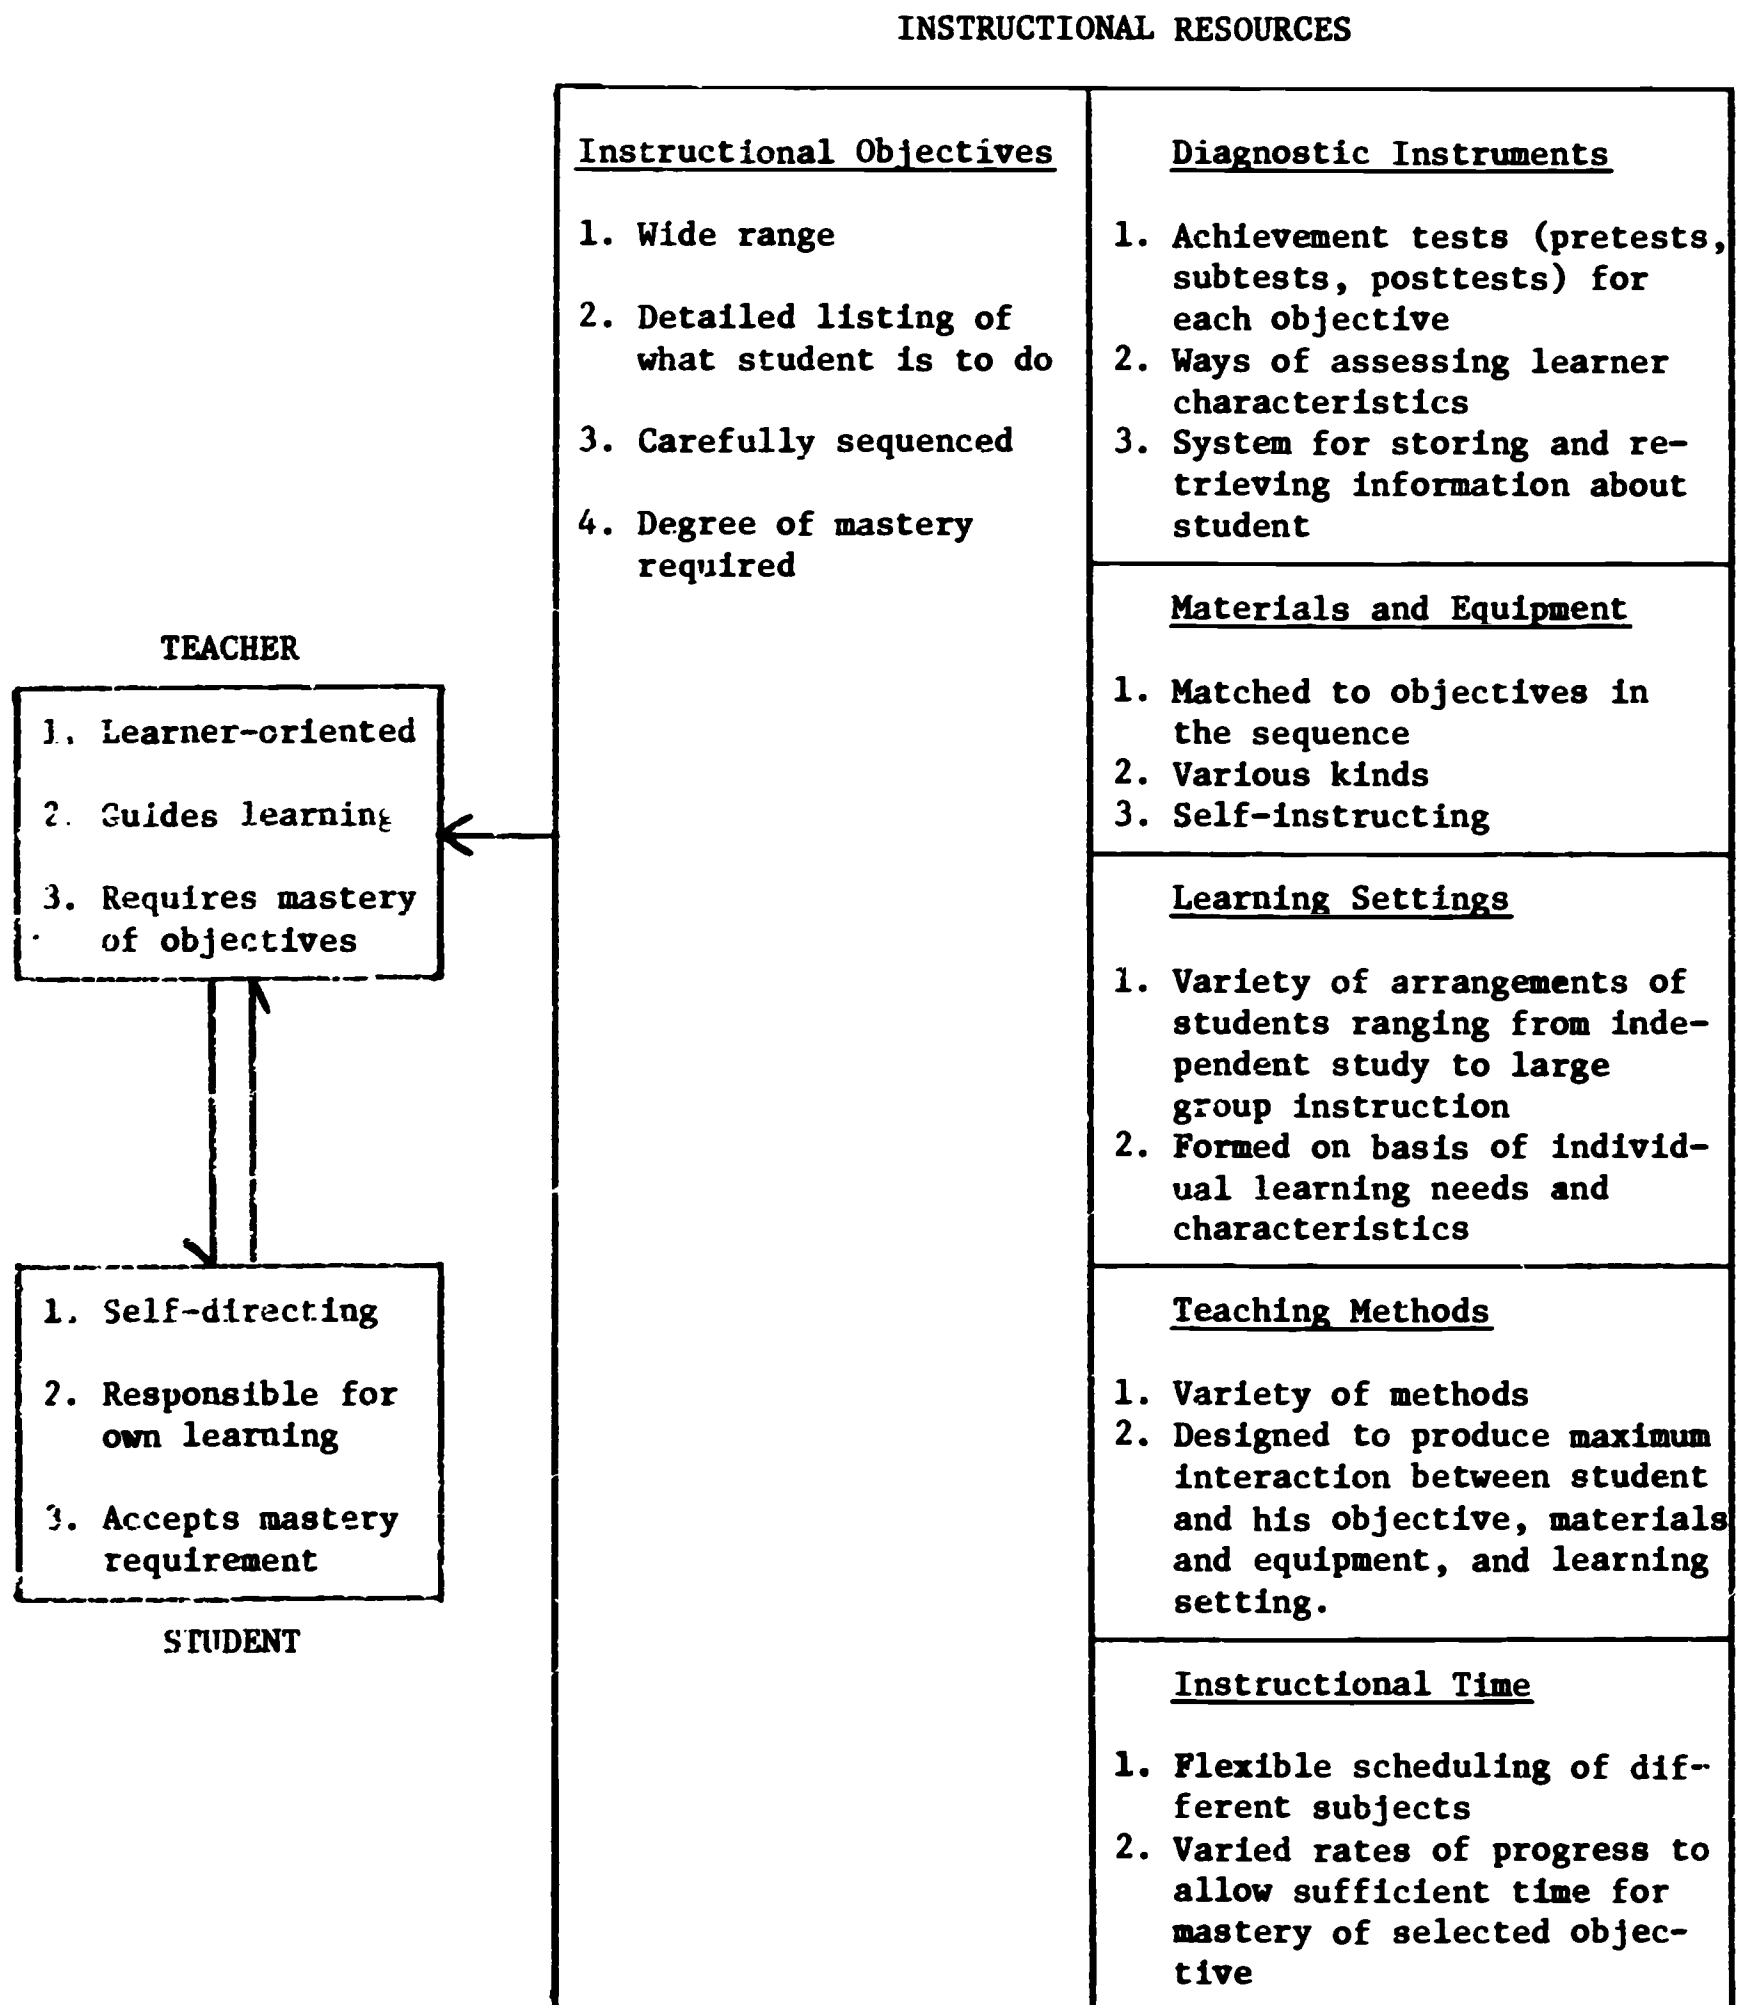 INSTRUCTIONAL RESOURCES
Instructional Objectives
1. Wide range
2. Detailed listing of
what student is to do
3. Carefully sequenced
4. Degree of mastery
required
Diagnostic Instruments
1. Achievement tests (pretests,
subtests, posttests) for
each objective
2. Ways of assessing learner
characteristics
3. System for storing and re-
trieving information about
student
Materials and Equipment
1. Matched to objectives in
the sequence
2. Various kinds
3. Self-instructing
Learning Settings
1. Variety of arrangements of
students ranging from inde-
pendent study to large
group instruction
2. Formed on basis of individ-
ual learning needs and
characteristics
Teaching Methods
1. Variety of methods
2. Designed to produce maximum
interaction between student
and his objective, materials
and equipment, and learning
setting.
Instructional Time
1. Flexible scheduling of dif-
ferent subjects
2. Varied rates of progress to
allow sufficient time for
mastery of selected objec-
tive
TEACHER
1. Learner-oriented
2. Guides learning
3. Requires mastery
of objectives
1. Self-directing
2. Responsible for
own learning
3. Accepts mastery
requirement
STUDENT